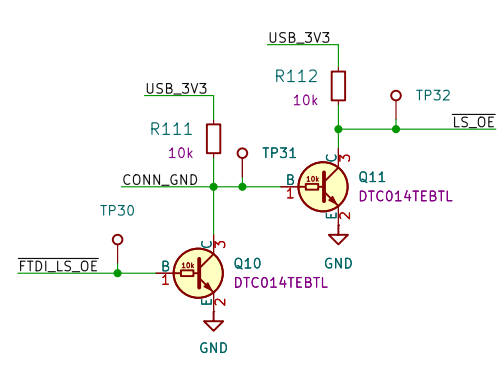 USB_3V3
R112
10k
TP32
LS_OE
USB_3V3
R111
10k
TP31
CONN_GND
B
1
10k
C
3
E
2
Q11
DTC014TEBTL
GND
TP30
FTDI_LS_OE
B
1
10k
C
3
E
2
Q10
DTC014TEBTL
GND